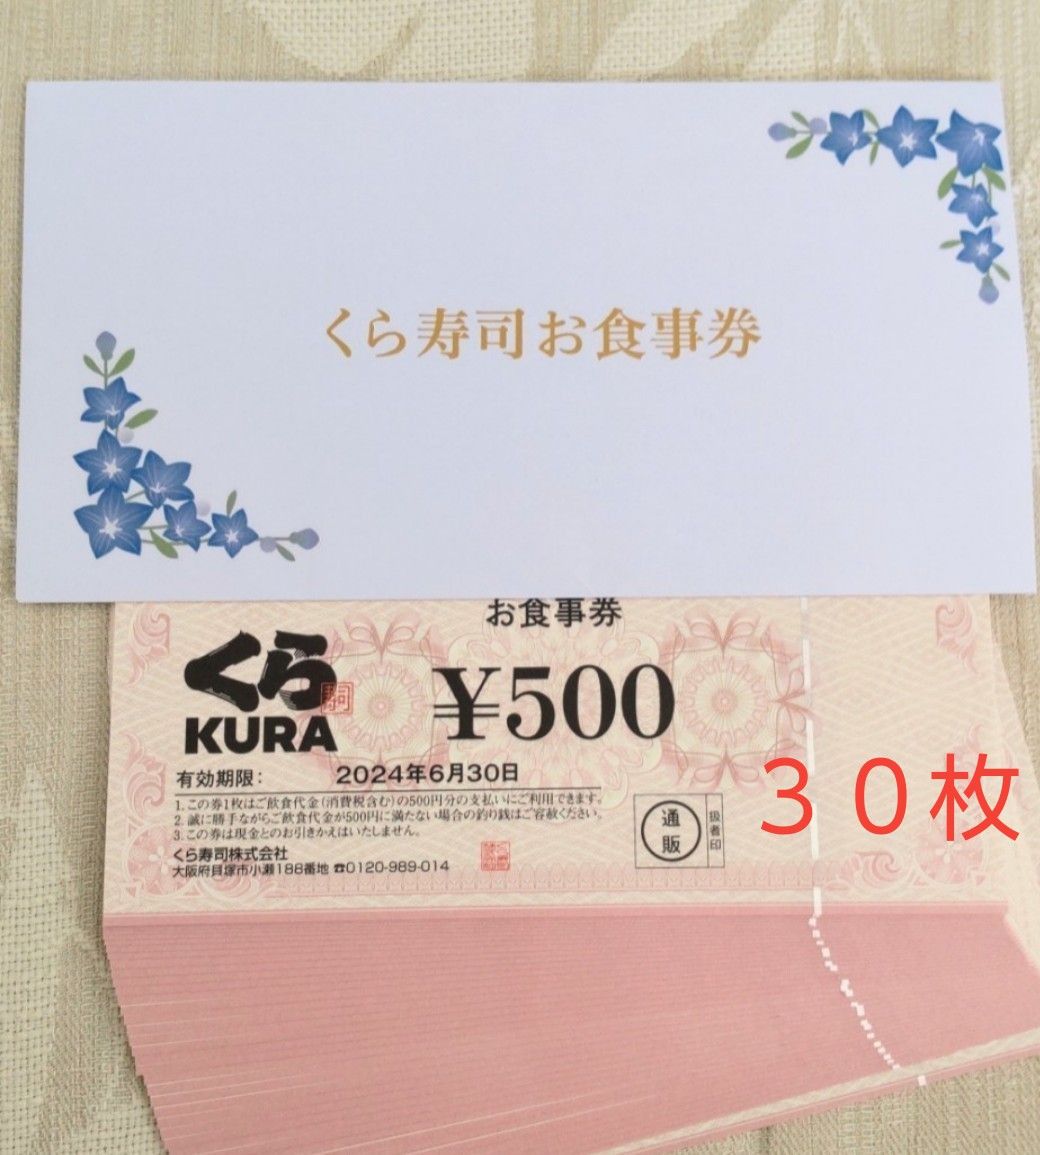 くら寿司お食事券
お食事券
くら
寿司
KURA
¥500
有効期限: 2024年6月30日
1.この券1枚はご飲食代金(消費税含む)の500円分の支払いにご利用できます。
2.誠に勝手ながらご飲食代金が500円に満たない場合の釣り銭はご容赦ください。
3.この券は現金とのお引きかえはいたしません。
くら寿司株式会社
大阪府貝塚市小瀬188番地 ☎0120-989-014
通販
扱者印
30枚